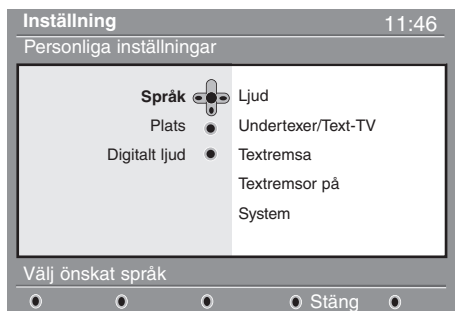 Inställning 11:46
Personliga inställningar
Språk Ljud
Plats Undertexer/Text-TV
Digitalt ljud Textremsa
Textremsor på
System
Välj önskat språk
Stäng